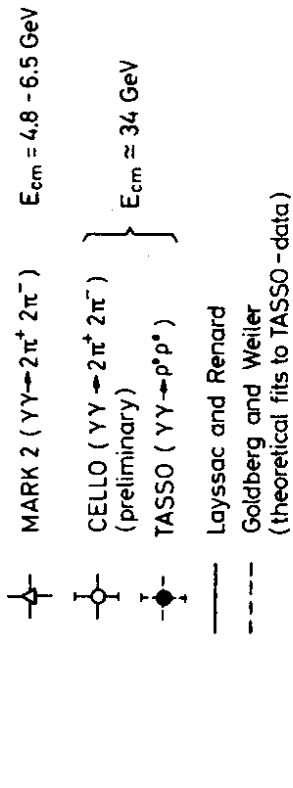 MARK 2 ( γγ→2π⁺ 2π⁻ ) E_cm = 4.8 - 6.5 GeV
CELLO ( γγ → 2π⁺ 2π⁻ )
(preliminary)
E_cm ≃ 34 GeV
TASSO ( γγ → ρ°ρ° )
Layssac and Renard
Goldberg and Weiler
(theoretical fits to TASSO-data)